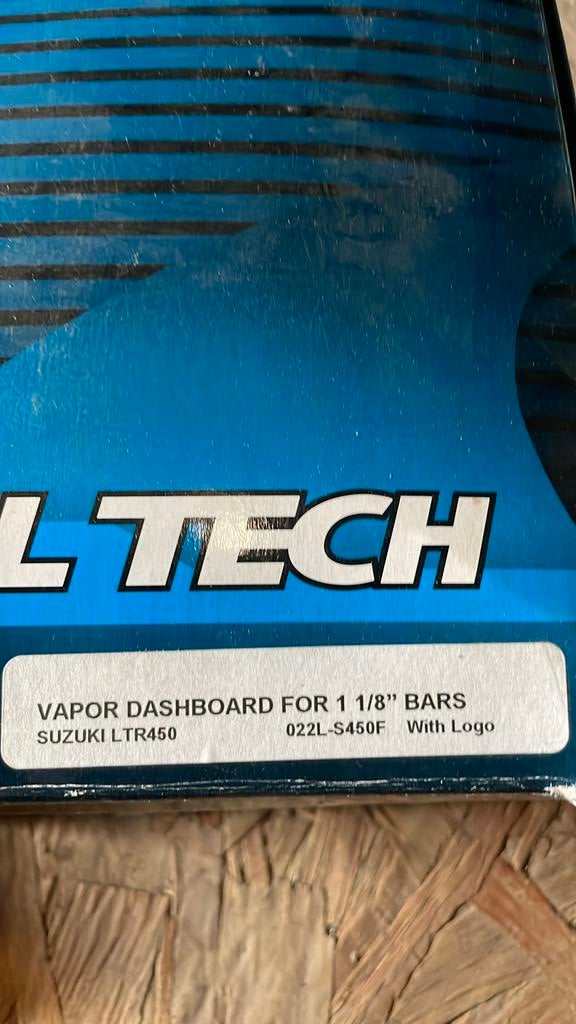 L TECH
VAPOR DASHBOARD FOR 1 1/8” BARS
SUZUKI LTR450 022L-S450F With Logo